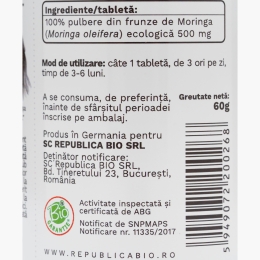 Ingrediente/tabletă:
100% pulbere din frunze de Moringa
(Moringa oleifera) ecologică 500 mg
Mod de utilizare: câte 1 tabletă, de 3 ori pe zi,
timp de 3-6 luni.
A se consuma, de preferință,
înainte de sfârșitul perioadei
înscrise pe ambalaj.
Greutate netă:
60g
Produs în Germania pentru
SC REPUBLICA BIO SRL
Deținător notificare:
SC REPUBLICA BIO SRL,
Bd. Tineretului 23, București,
România
BIO
GARANTAT
Activitate inspectată și
certificată de ABG
Notificat de SNPMAPS
Notificare nr. 11335/2017
WWW.REPUBLICABIO.RO
5949072200268